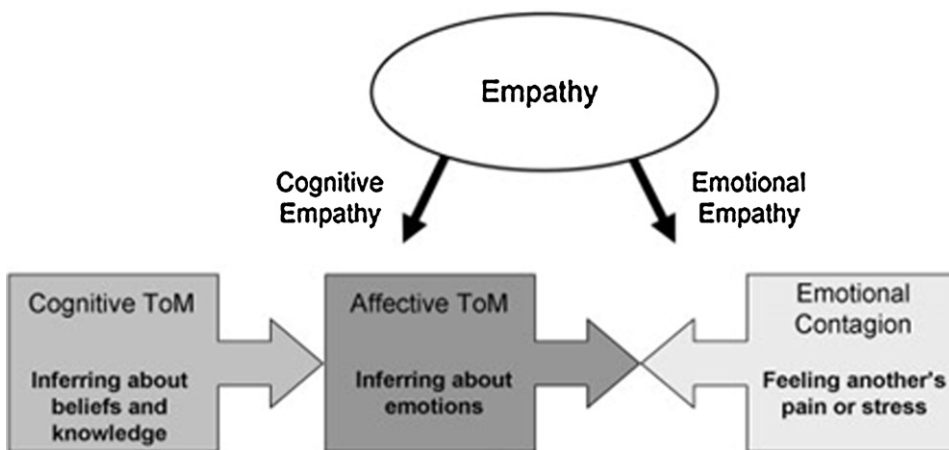 Empathy
Cognitive
Empathy
Emotional
Empathy
Cognitive ToM
Inferring about
beliefs and
knowledge
Affective ToM
Inferring about
emotions
Emotional
Contagion
Feeling another's
pain or stress